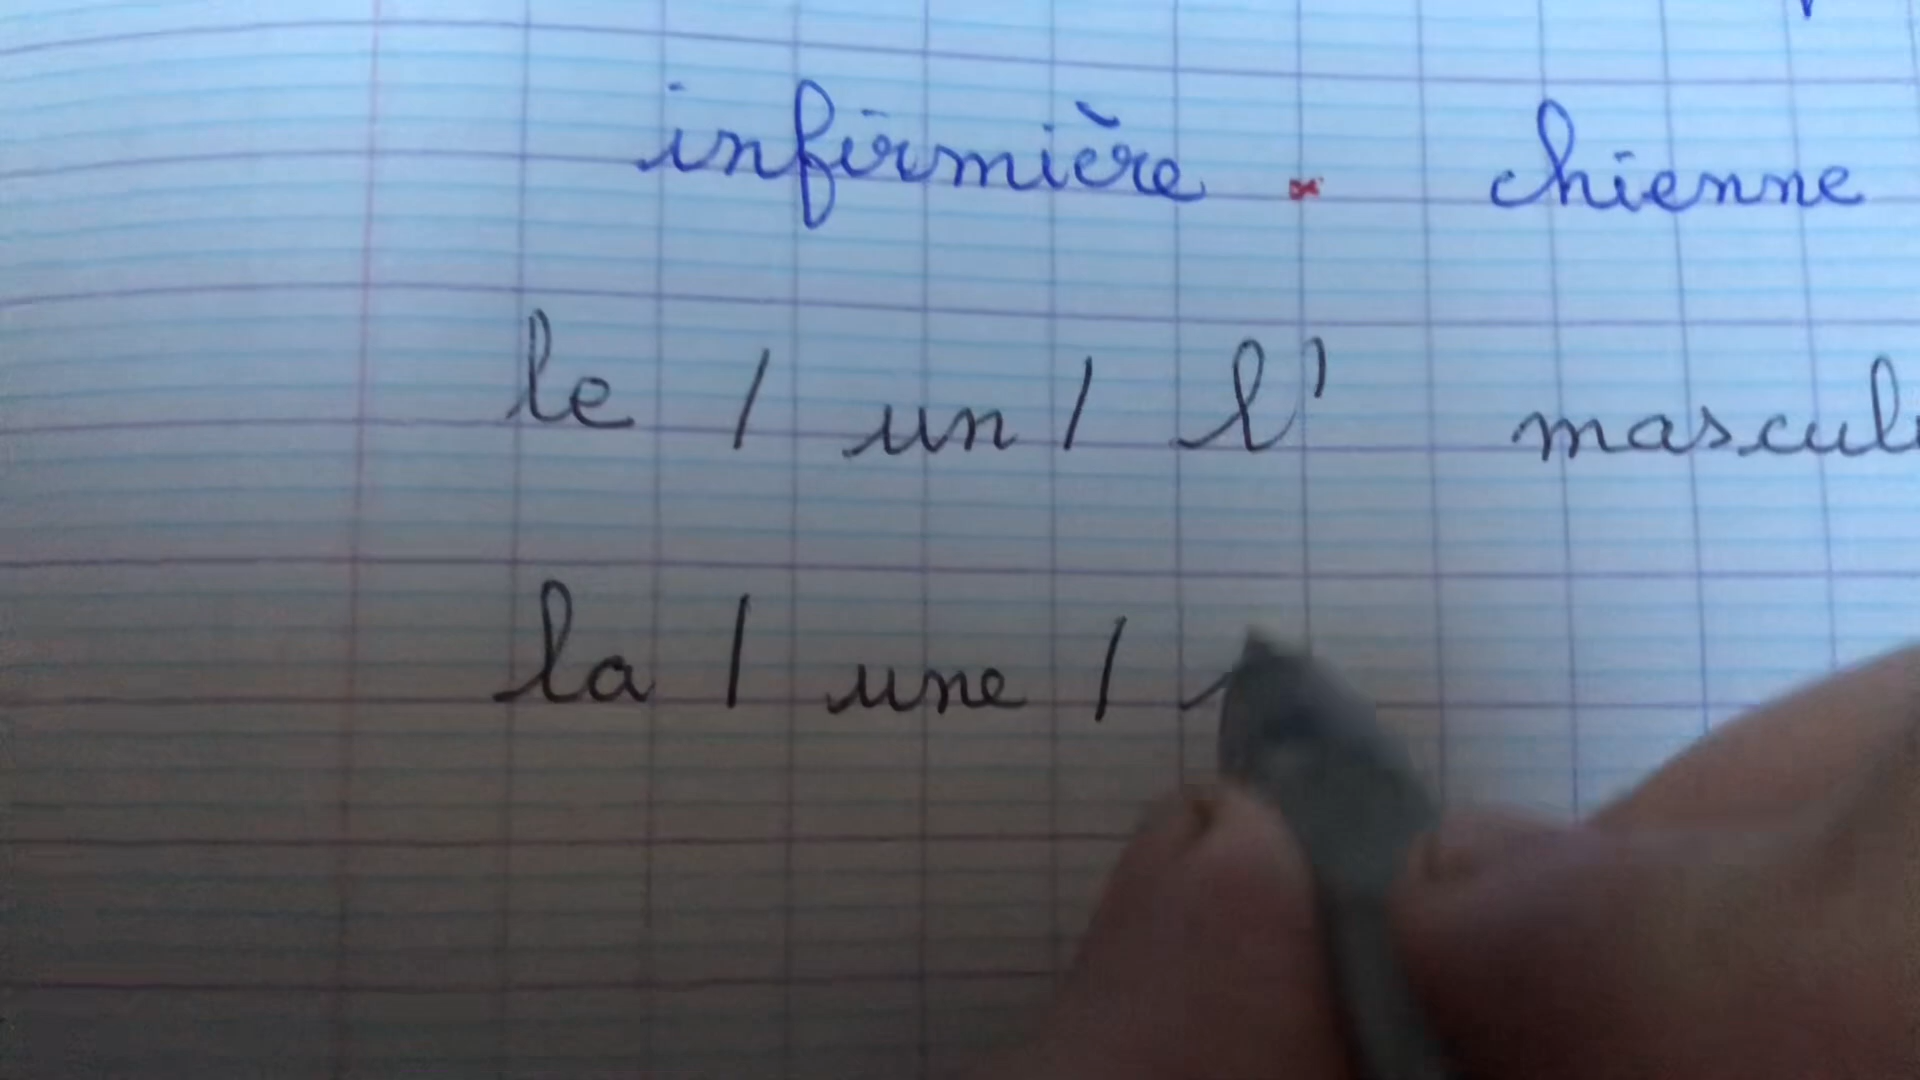 infirmière . chienne
le / un / l' mascul
la / une /